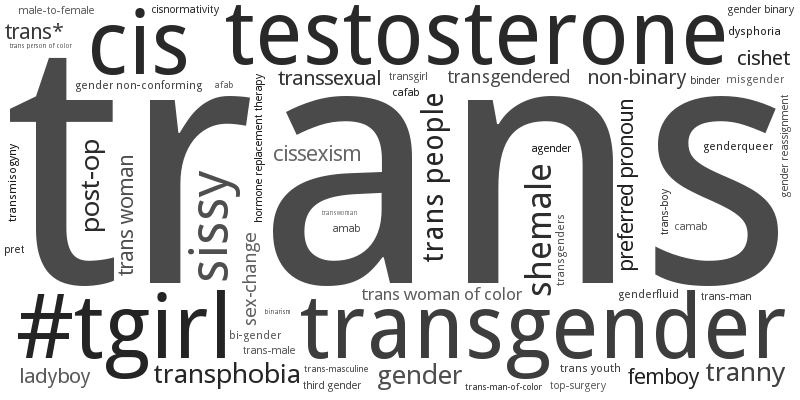 male-to-female
cisnormativity
testosterone
gender binary
trans*
cis
dysphoria
trans person of color
cishet
transsexual
transgirl
transgendered
non-binary
binder
misgender
gender non-conforming
afab
cafab
trans
hormone replacement therapy
trans people
preferred pronoun
gender reassignment
transmisogyny
post-op
trans woman
sissy
cissexism
agender
genderqueer
shemale
transgenders
trans-boy
transwoman
amab
camab
pret
sex-change
trans woman of color
genderfluid
trans-man
#tgirl
binarism
transgender
bi-gender
trans-male
ladyboy
transphobia
trans-masculine
third gender
gender
trans-man-of-color
trans youth
top-surgery
femboy
tranny